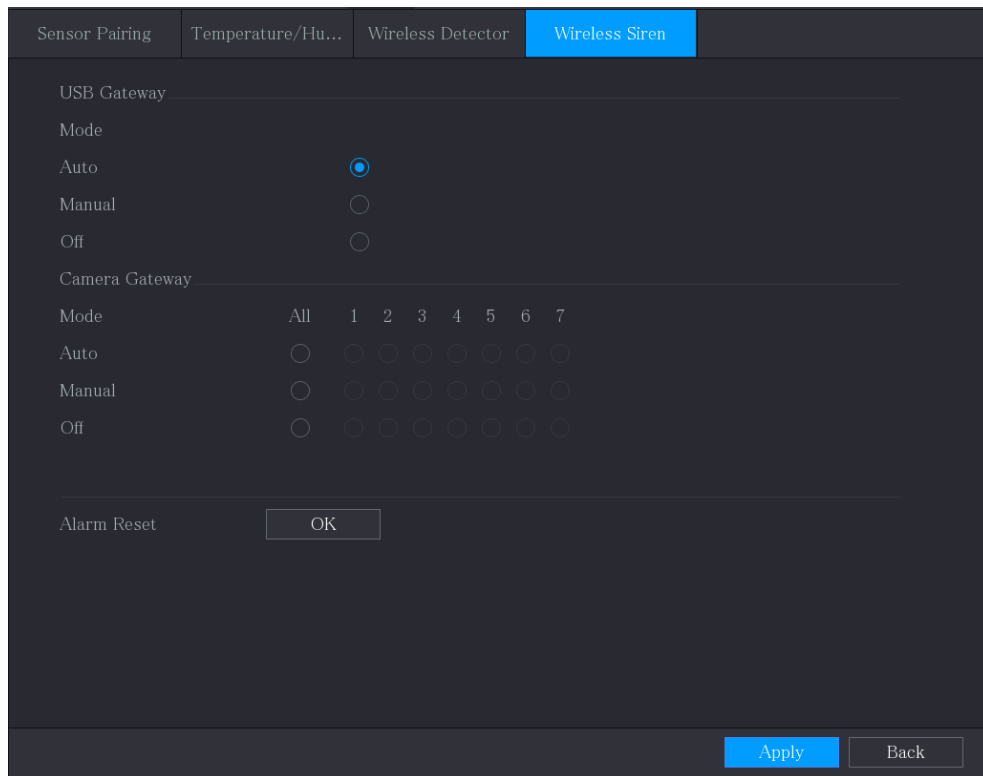 Sensor Pairing Temperature/Hu... Wireless Detector Wireless Siren
USB Gateway
Mode
Auto
Manual
Off
Camera Gateway
Mode All 1 2 3 4 5 6 7
Auto
Manual
Off
Alarm Reset OK
Apply Back